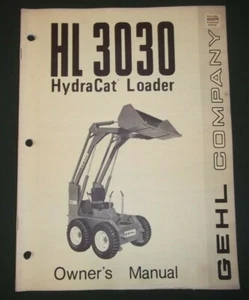 HL 3030
HydraCat Loader
GEHL COMPANY
Owner's Manual